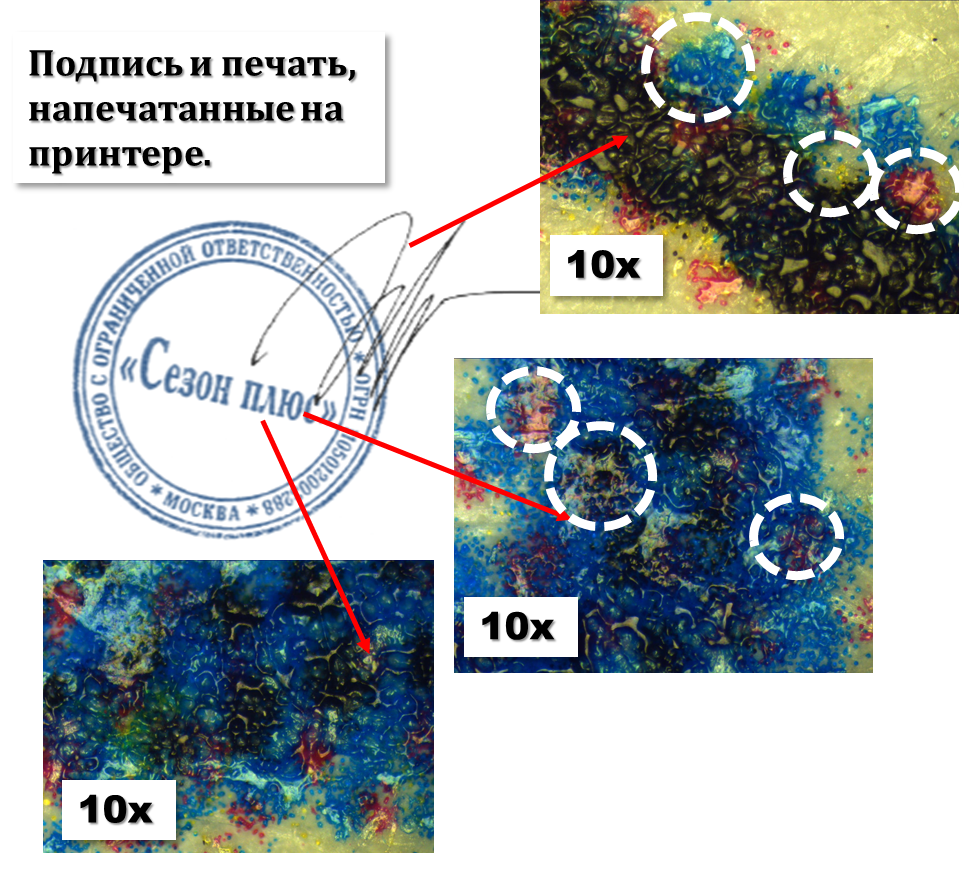 Подпись и печать,
напечатанные на
принтере.
10x
ОБЩЕСТВО С ОГРАНИЧЕННОЙ ОТВЕТСТВЕННОСТЬЮ * ОГРН
* МОСКВА *
«Сезон плюс»
10x
10x